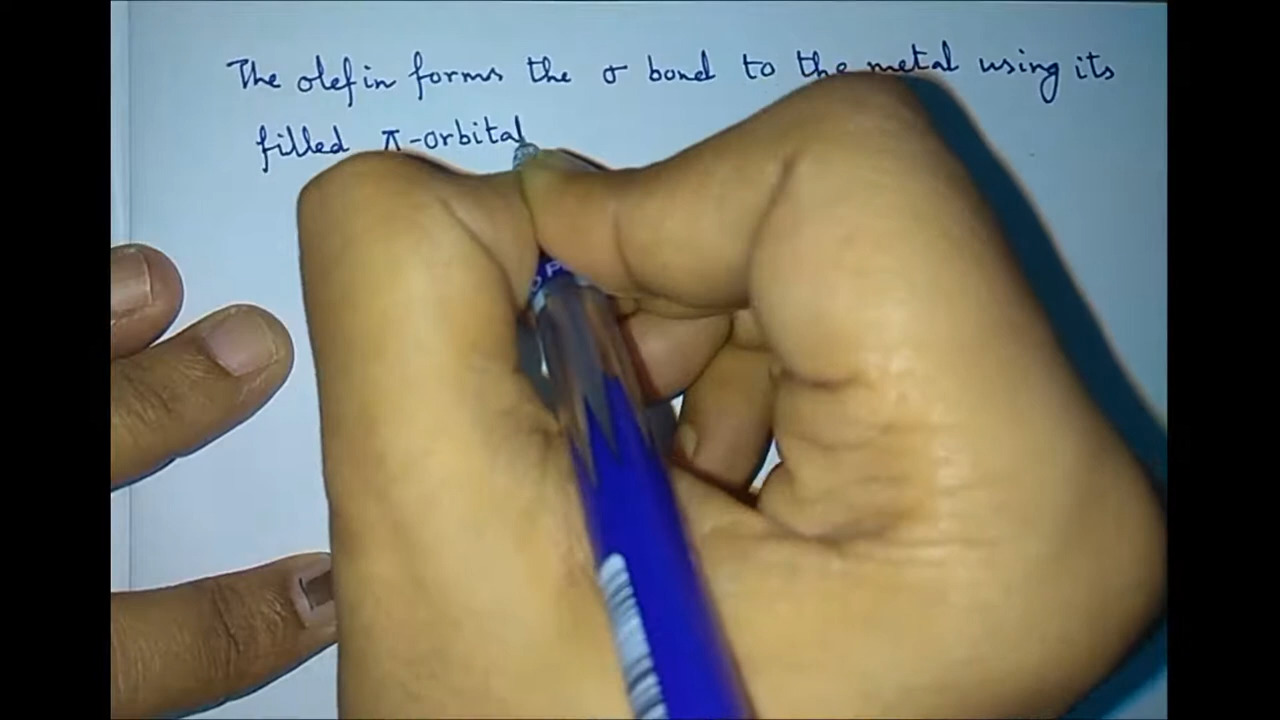 The olefin forms the σ bond to the metal using its
filled π-orbital